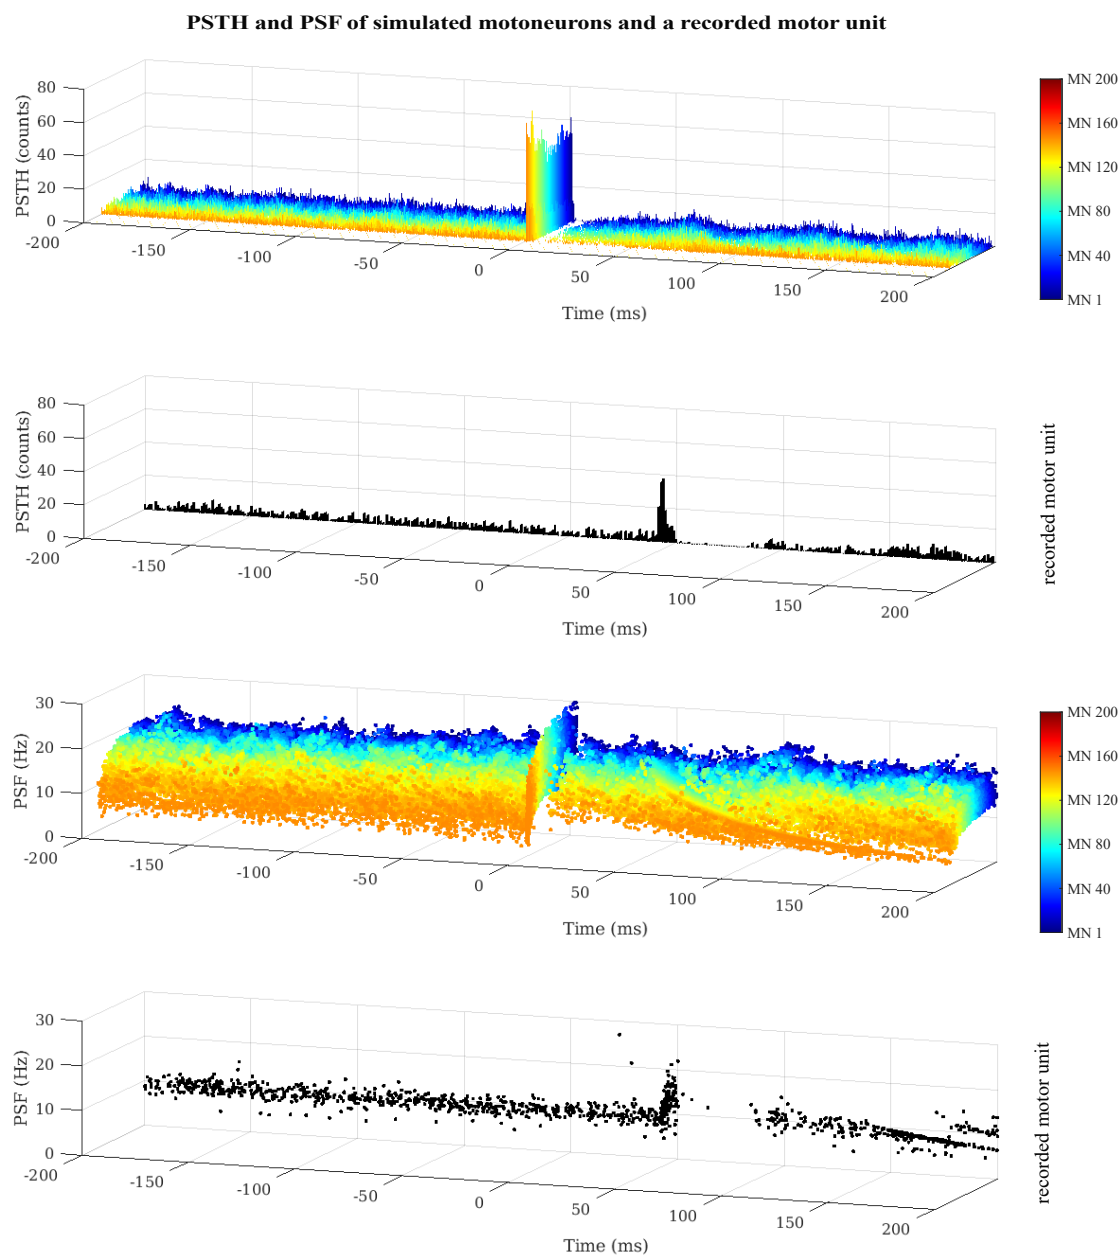 PSTH and PSF of simulated motoneurons and a recorded motor unit
PSTH (counts)
80
60
40
20
0
-200
-150
-100
-50
0
50
100
150
200
Time (ms)
MN 200
MN 160
MN 120
MN 80
MN 40
MN 1
PSTH (counts)
80
60
40
20
0
-200
-150
-100
-50
0
50
100
150
200
Time (ms)
recorded motor unit
PSF (Hz)
30
20
10
0
-200
-150
-100
-50
0
50
100
150
200
Time (ms)
MN 200
MN 160
MN 120
MN 80
MN 40
MN 1
PSF (Hz)
30
20
10
0
-200
-150
-100
-50
0
50
100
150
200
Time (ms)
recorded motor unit